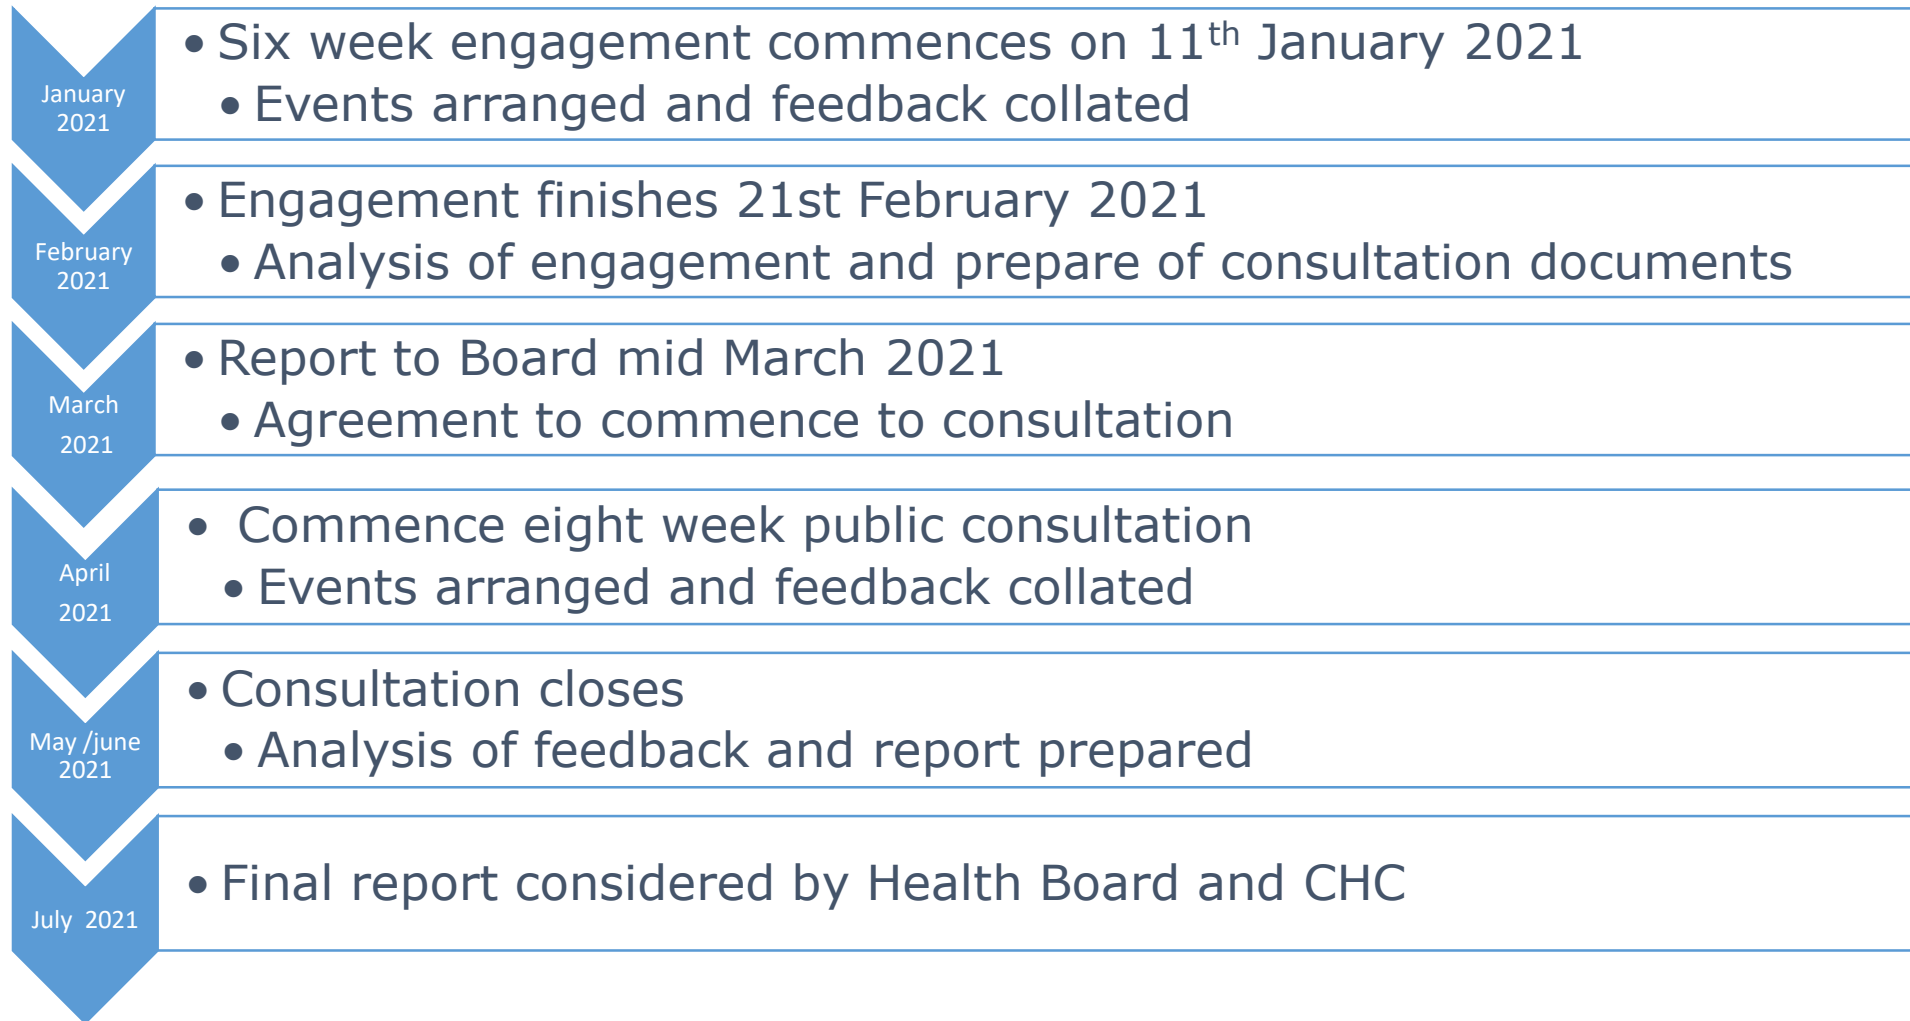 January
2021
• Six week engagement commences on 11th January 2021
• Events arranged and feedback collated
February
2021
• Engagement finishes 21st February 2021
• Analysis of engagement and prepare of consultation documents
March
2021
• Report to Board mid March 2021
• Agreement to commence to consultation
April
2021
• Commence eight week public consultation
• Events arranged and feedback collated
May /june
2021
• Consultation closes
• Analysis of feedback and report prepared
July 2021
• Final report considered by Health Board and CHC